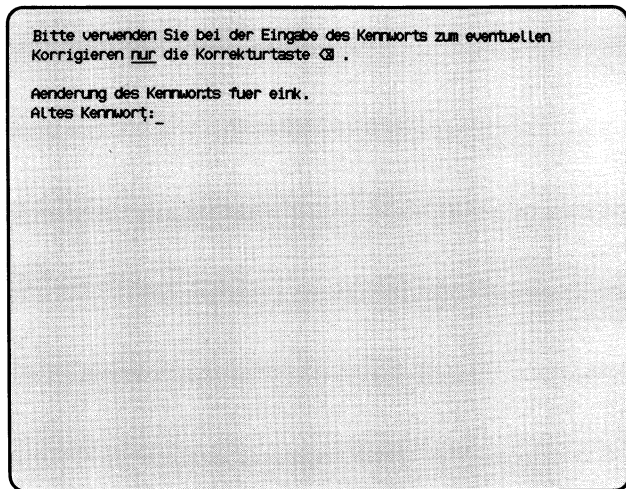 Bitte verwenden Sie bei der Eingabe des Kennworts zum eventuellen
Korrigieren nur die Korrekturtaste ⌫ .
Aenderung des Kennworts fuer eink.
Altes Kennwort:_